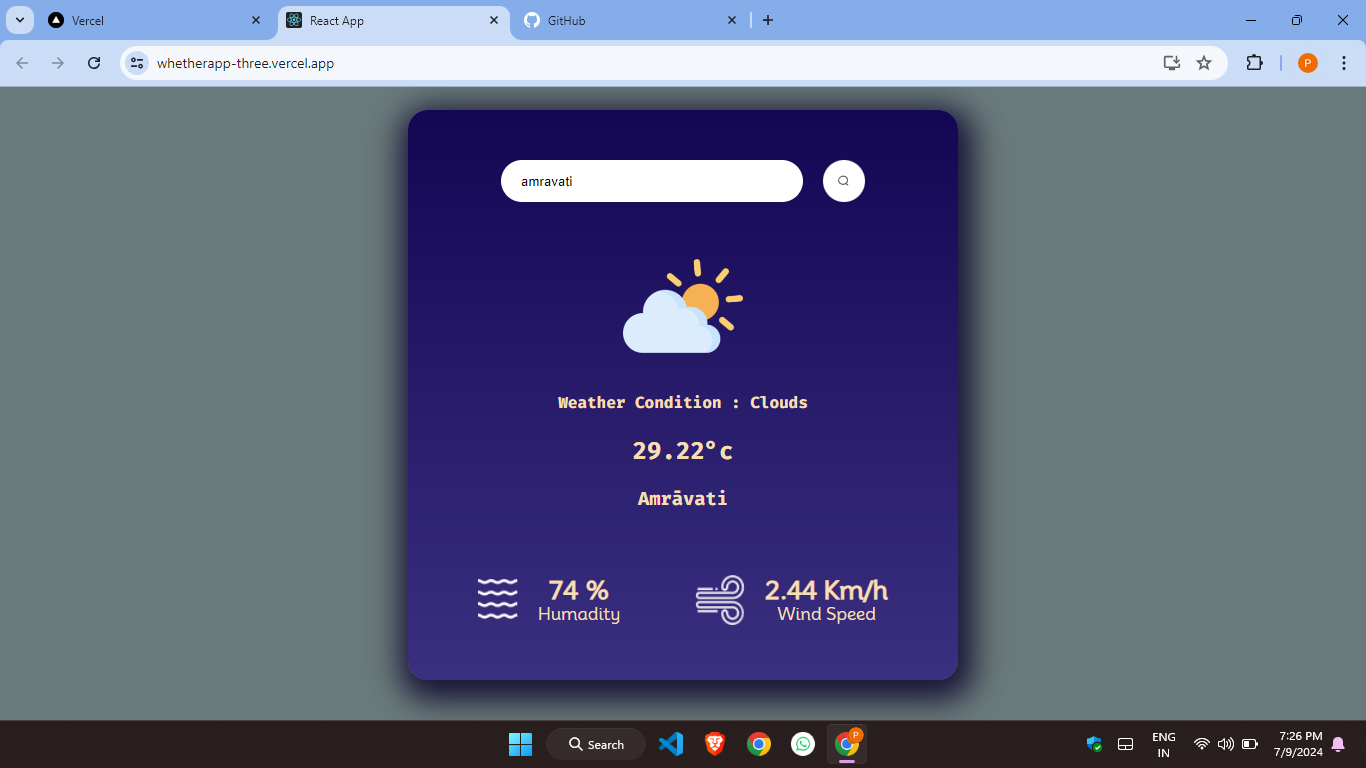 Vercel
React App
GitHub
whetherapp-three.vercel.app
P
amravati
Weather Condition : Clouds
29.22°c
Amrāvati
74 %
Humadity
2.44 Km/h
Wind Speed
Search
P
ENG
IN
7:26 PM
7/9/2024